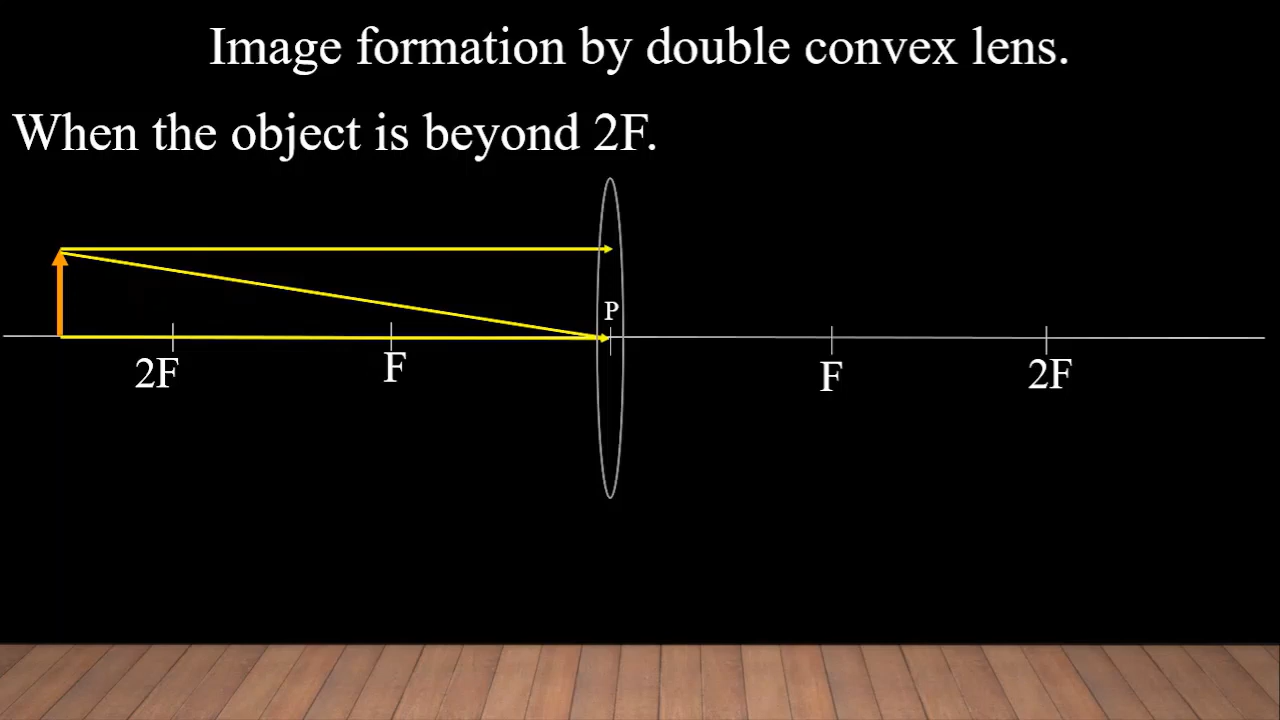 Image formation by double convex lens.
When the object is beyond 2F.
P
2F F F 2F